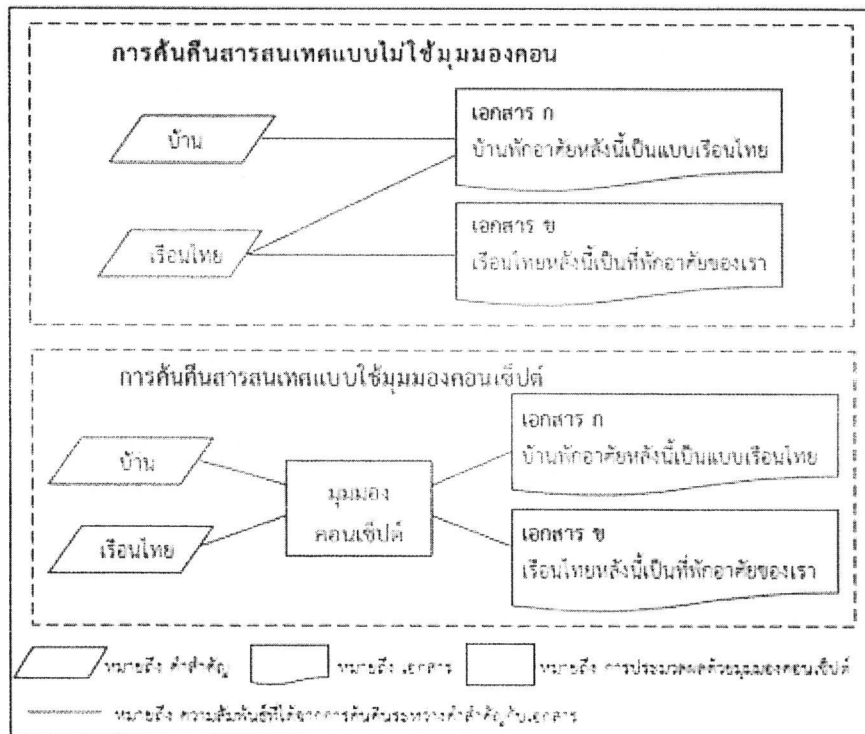 การค้นคืนสารสนเทศแบบไม่ใช้มุมมองคอน
บ้าน
เอกสาร ก
บ้านพักอาศัยหลังนี้เป็นแบบเรือนไทย
เรือนไทย
เอกสาร ข
เรือนไทยหลังนี้เป็นที่พักอาศัยของเรา
การค้นคืนสารสนเทศแบบใช้มุมมองคอนเซ็ปต์
บ้าน
เรือนไทย
มุมมอง
คอนเซ็ปต์
เอกสาร ก
บ้านพักอาศัยหลังนี้เป็นแบบเรือนไทย
เอกสาร ข
เรือนไทยหลังนี้เป็นที่พักอาศัยของเรา
หมายถึง คำสำคัญ
หมายถึง เอกสาร
หมายถึง การประมวลผลด้วยมุมมองคอนเซ็ปต์
หมายถึง ความสัมพันธ์ที่ได้จากการค้นคืนระหว่างคำสำคัญกับเอกสาร